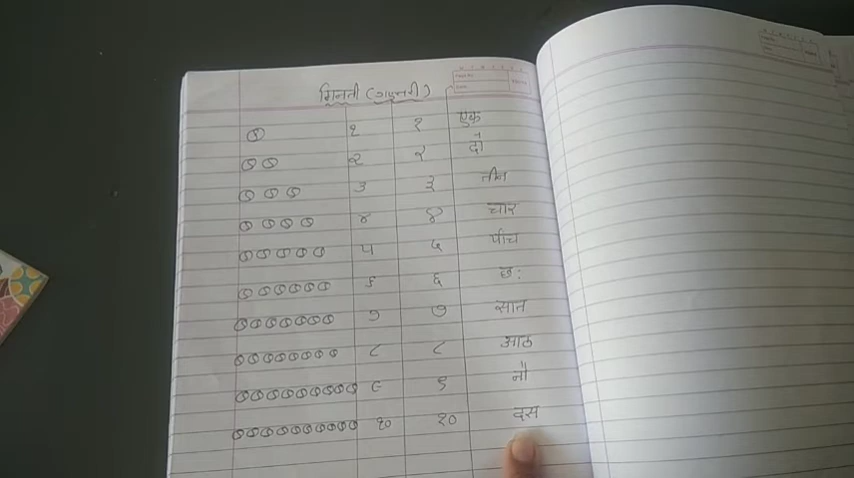 गिनती (गणनरी)
१ १ एक
२ २ दो
३ ३ तीन
४ ४ चार
५ ५ पाँच
६ ६ छः
७ ७ सात
८ ८ आठ
९ ९ नौ
१० १० दस